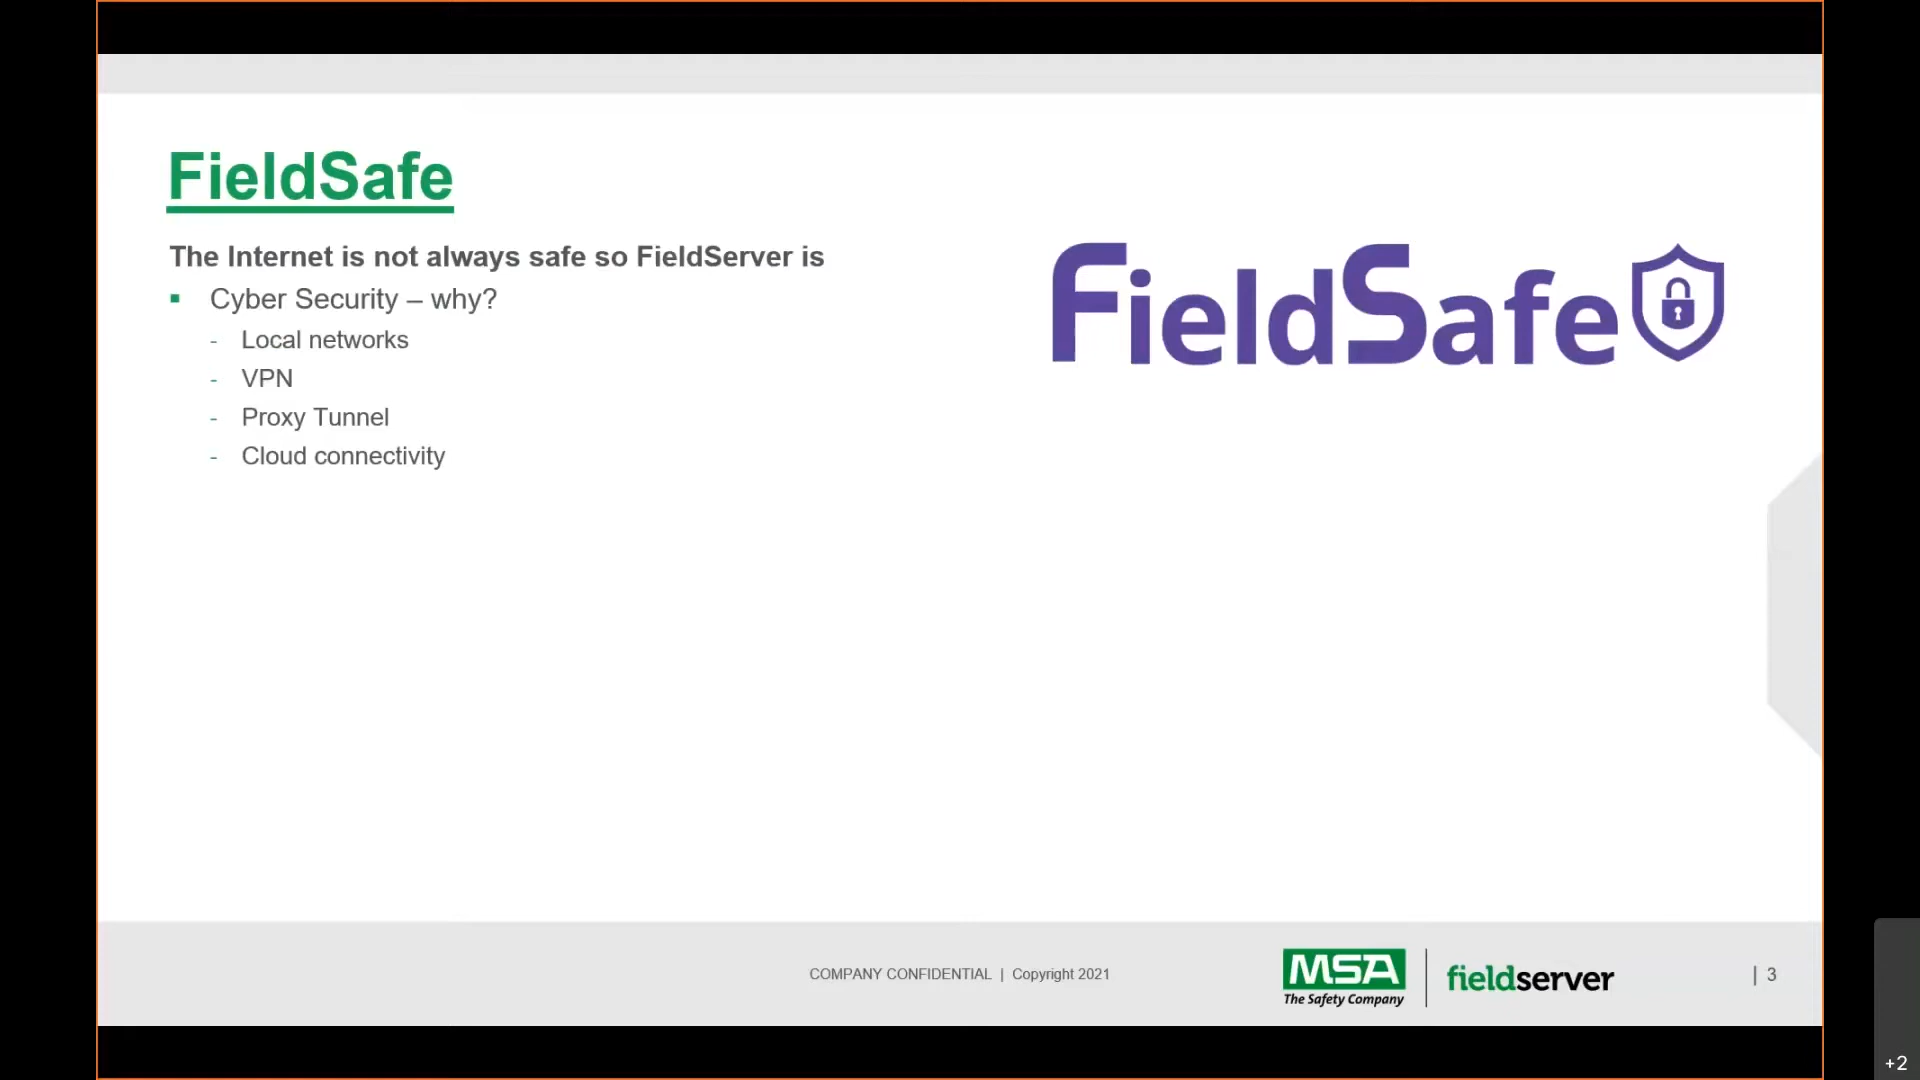 FieldSafe
The Internet is not always safe so FieldServer is
▪ Cyber Security – why?
- Local networks
- VPN
- Proxy Tunnel
- Cloud connectivity
FieldSafe
COMPANY CONFIDENTIAL | Copyright 2021
MSA
The Safety Company
fieldserver
| 3
+2